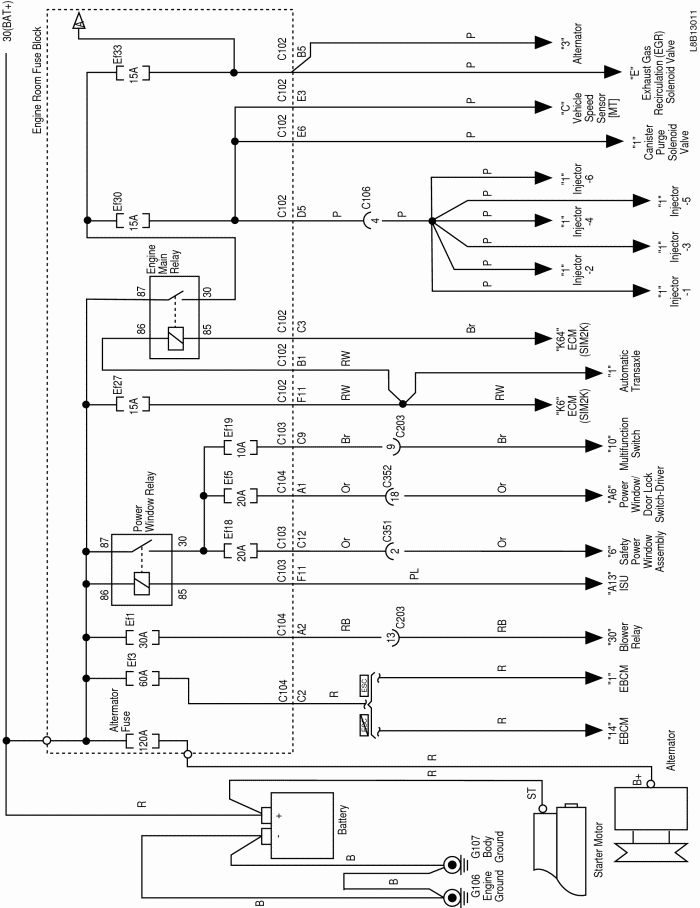 30(BAT+)
Engine Room Fuse Block
A
Ef33
15A
C102
B5
P
"3"
Alternator
P
"E"
Exhaust Gas
Recirculation (EGR)
Solenoid Valve
L8B13011
C102
E3
P
"C"
Vehicle
Speed
Sensor
[MT]
C102
E6
P
"1"
Canister
Purge
Solenoid
Valve
Ef30
15A
C102
D5
P
C106
4
P
P
"1"
Injector
-6
P
"1"
Injector
-5
P
"1"
Injector
-4
P
"1"
Injector
-3
P
"1"
Injector
-2
P
"1"
Injector
-1
Engine
Main
Relay
87
30
86
85
C102
C3
Br
"K64"
ECM
(SIM2K)
C102
B1
RW
"1"
Automatic
Transaxle
Ef27
15A
C102
F11
RW
RW
"K6"
ECM
(SIM2K)
Ef19
10A
C103
C9
Br
C203
9
Br
"10"
Multifunction
Switch
Ef5
20A
C104
A1
Or
C352
18
Or
"A6"
Power
Window/
Door Lock
Switch-Driver
Power
Window Relay
87
30
86
85
Ef18
20A
C103
C12
Or
C351
2
Or
"6"
Safety
Power
Window
Assembly
C103
F11
PL
"A13"
ISU
Ef1
30A
C104
A2
RB
C203
13
RB
"30"
Blower
Relay
Ef3
60A
C104
C2
R
ESC
R
"1"
EBCM
ESC
R
"14"
EBCM
Altermator
Fuse
120A
R
R
B+
Alternator
R
+
-
Battery
ST
Starter Motor
B
G107
Body
Ground
B
B
G106
Engine
Ground